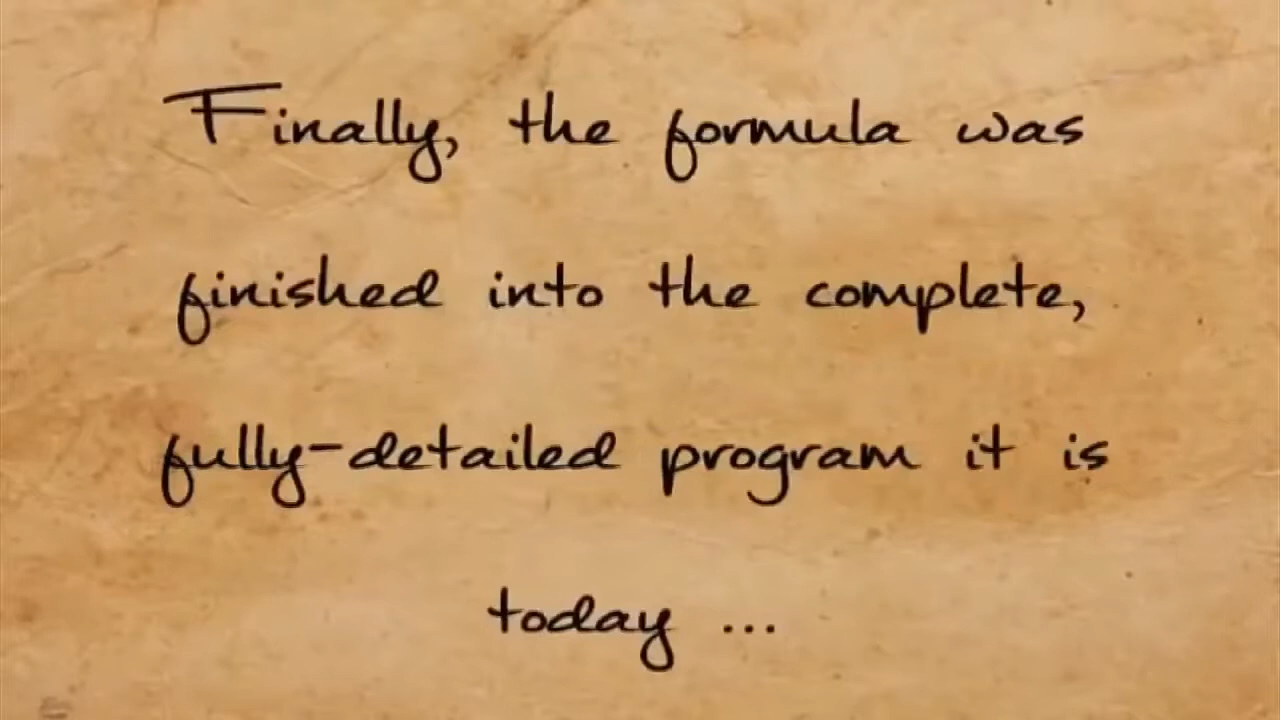 Finally, the formula was
finished into the complete,
fully-detailed program it is
today ...